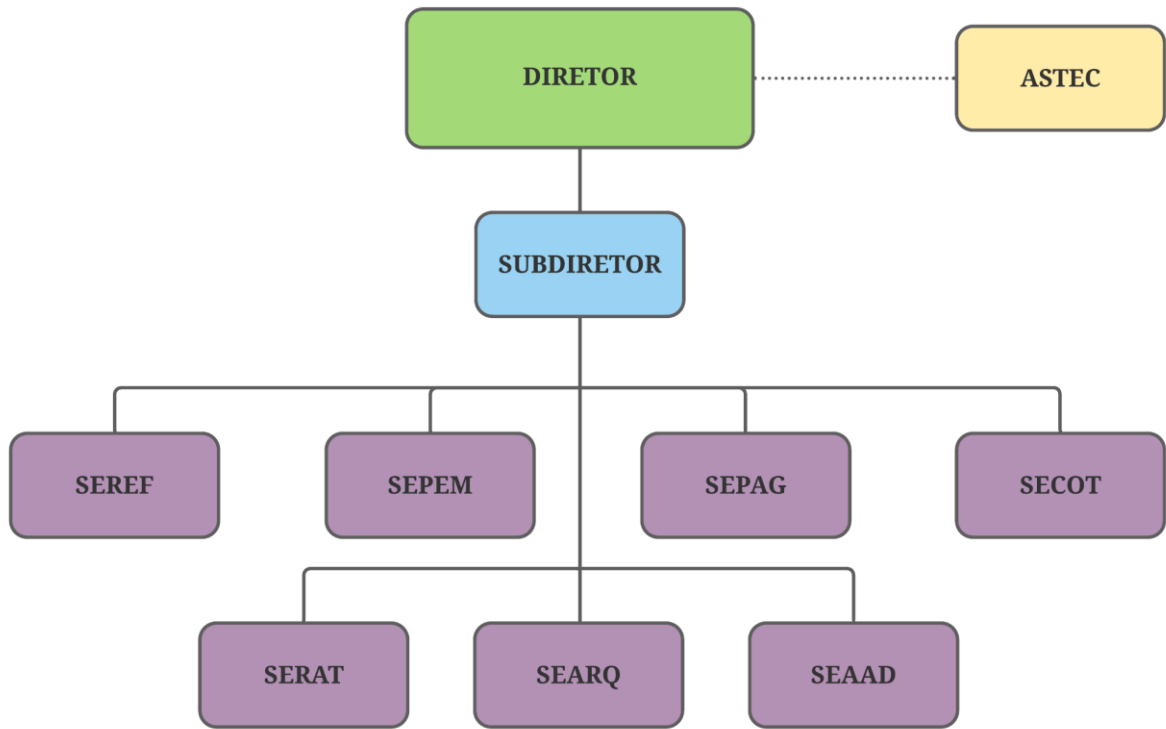 DIRETOR
ASTEC
SUBDIRETOR
SEREF
SEPEM
SEPAG
SECOT
SERAT
SEARQ
SEAAD